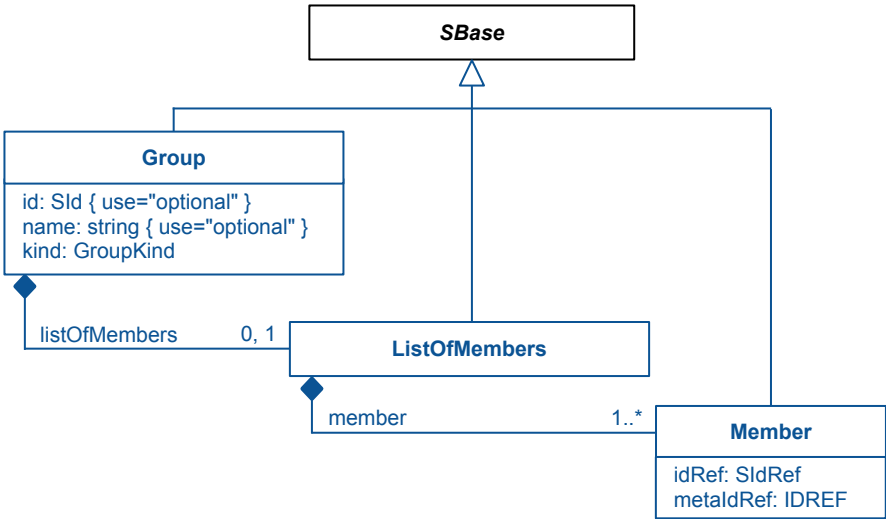 SBase
Group
id: SId { use="optional" }
name: string { use="optional" }
kind: GroupKind
listOfMembers 0, 1
ListOfMembers
member 1..*
Member
idRef: SIdRef
metaIdRef: IDREF